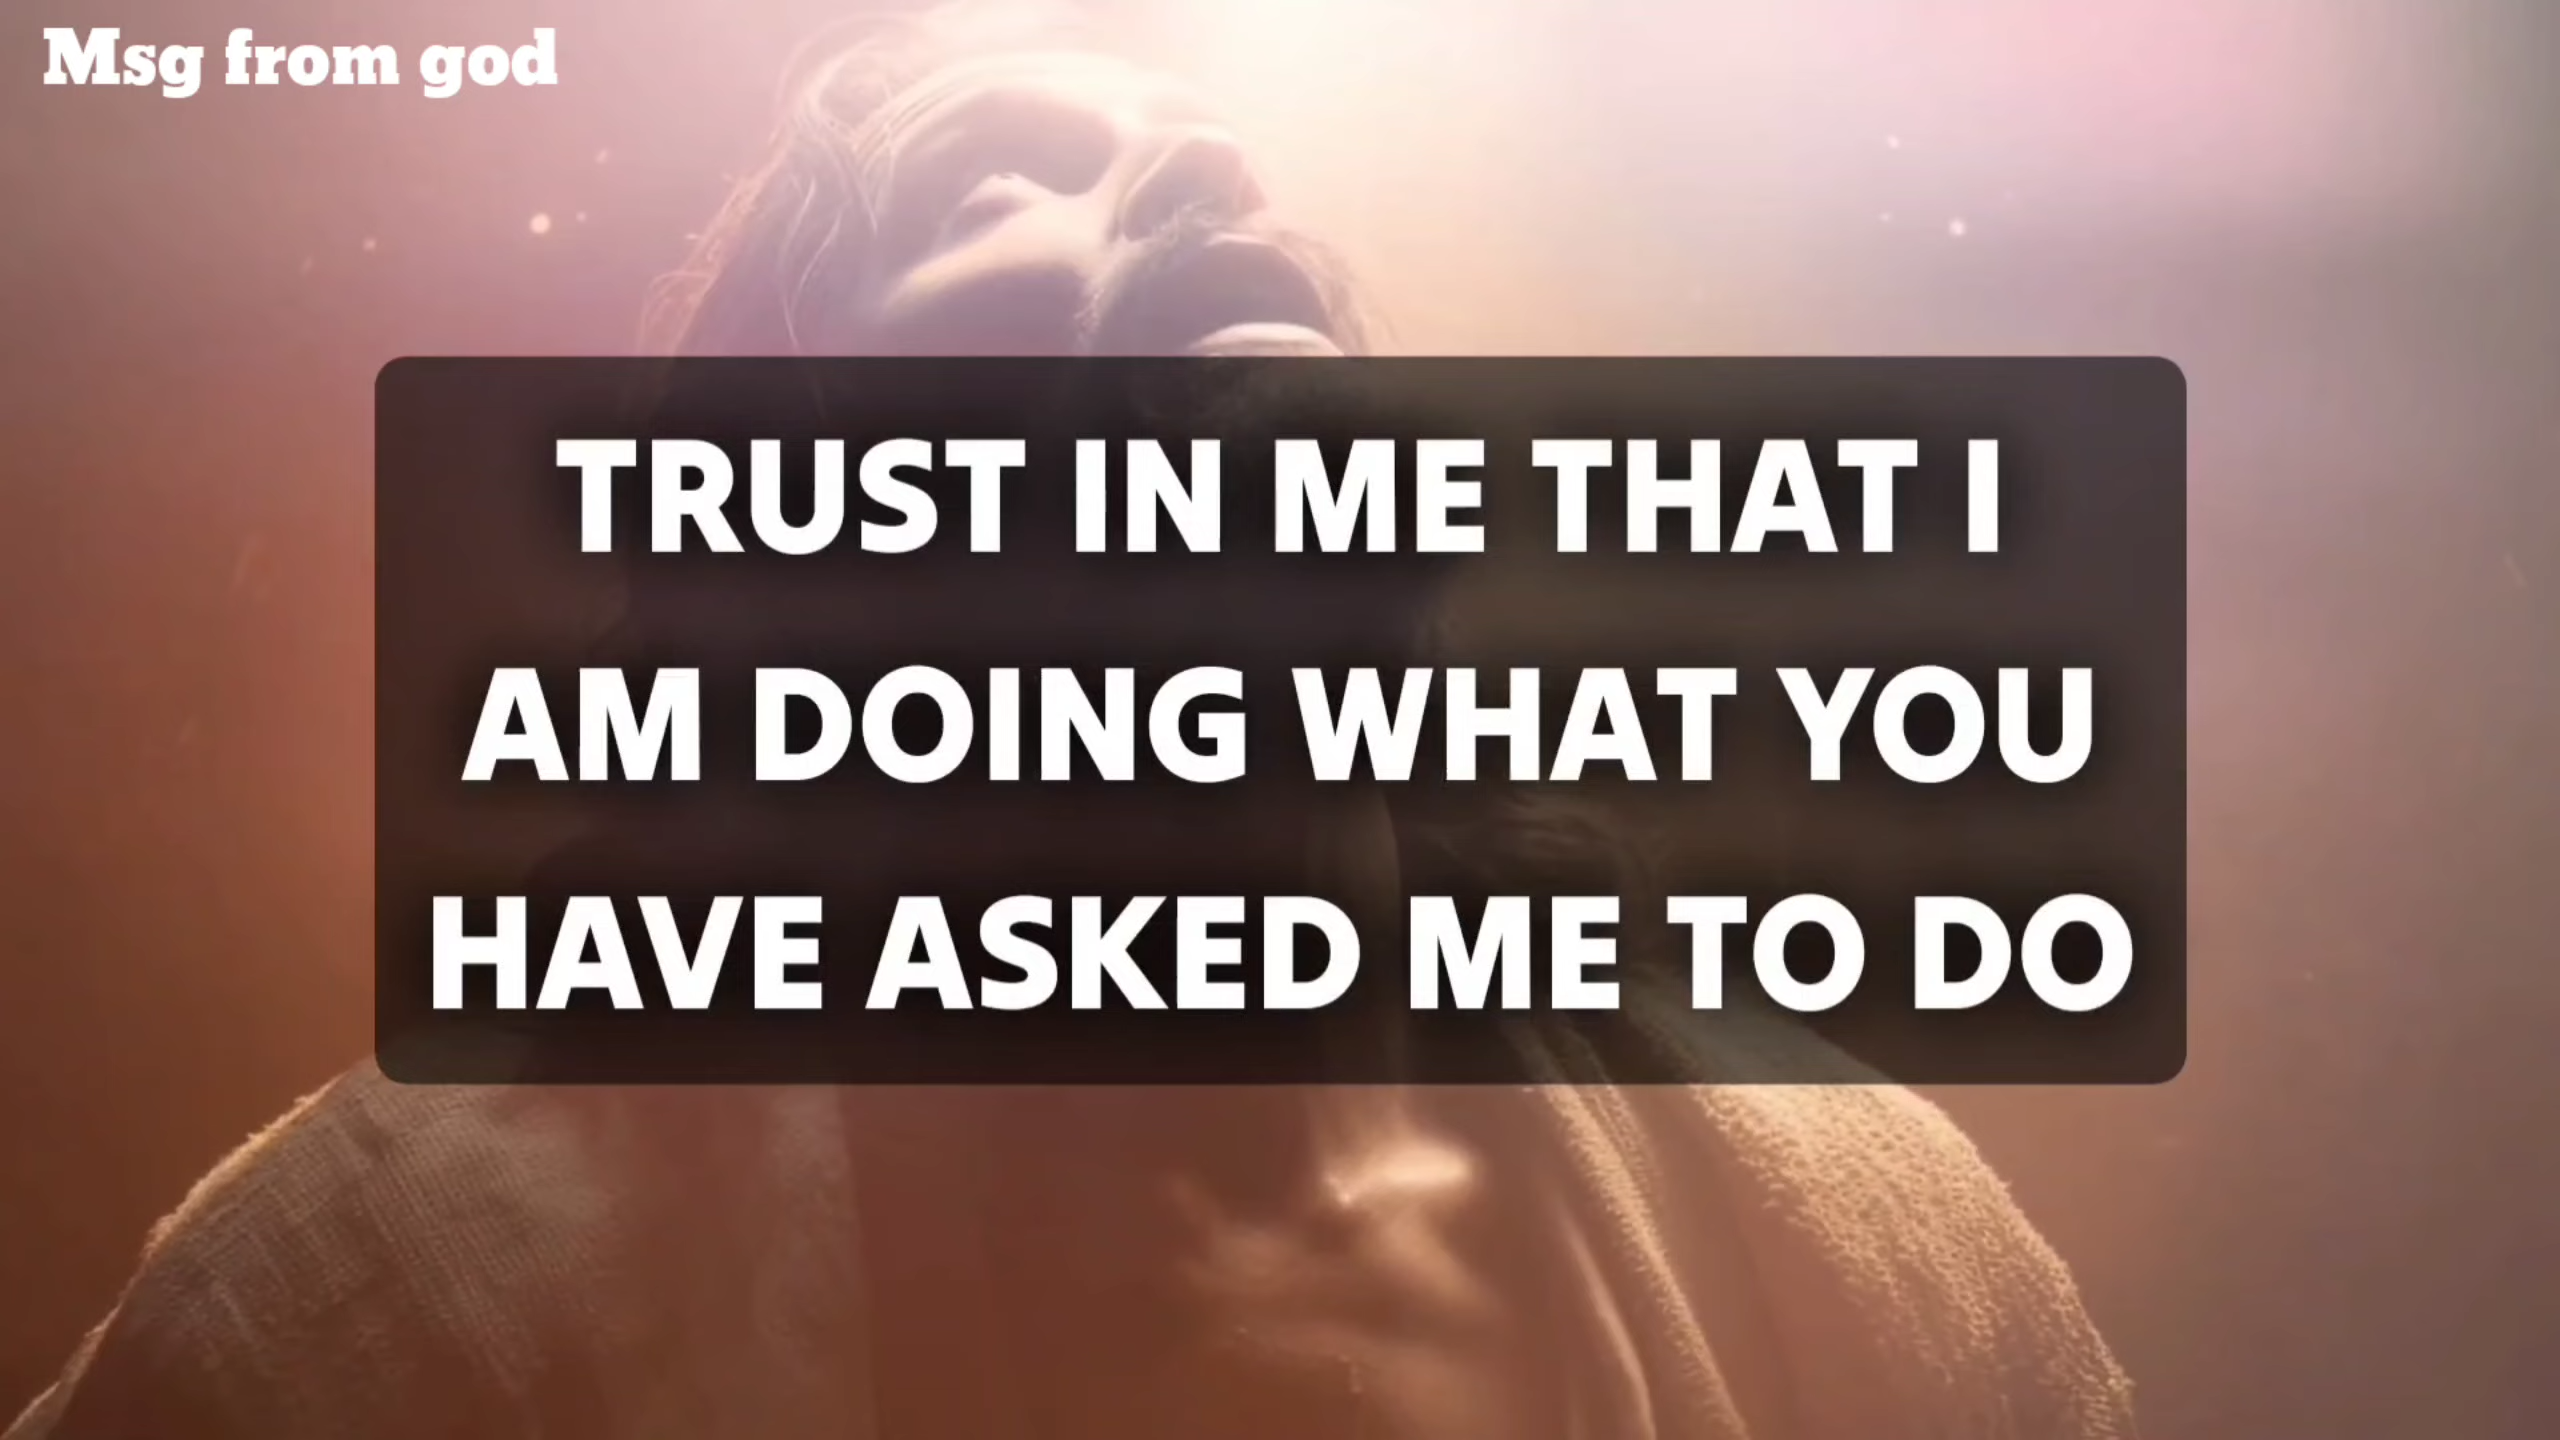 Msg from god
TRUST IN ME THAT I
AM DOING WHAT YOU
HAVE ASKED ME TO DO